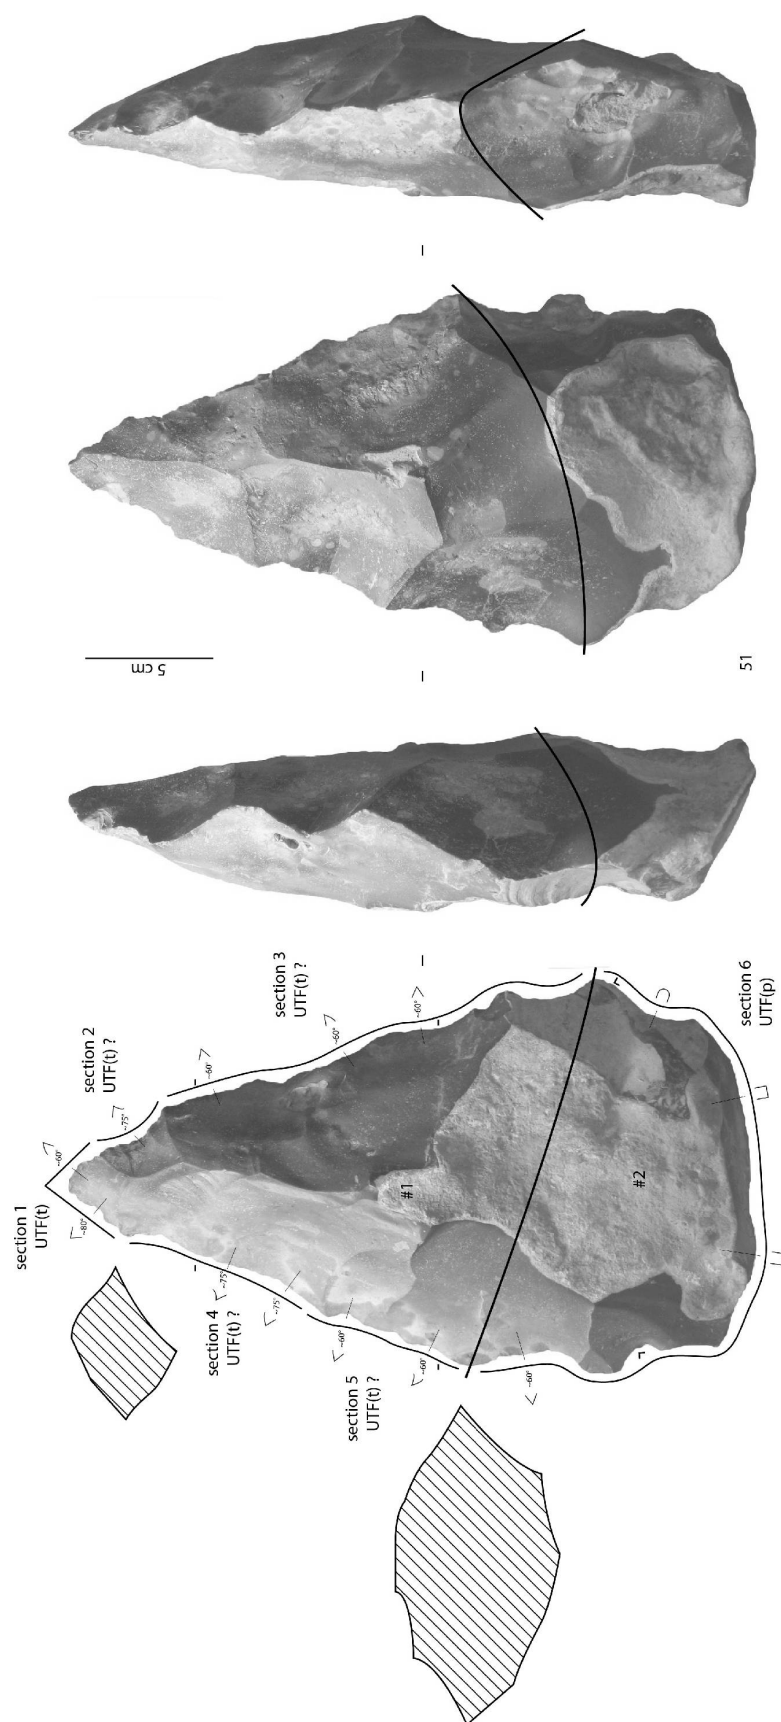 5 cm
51
section 1
UTF(t)
section 2
UTF(t) ?
section 3
UTF(t) ?
section 4
UTF(t) ?
section 5
UTF(t) ?
section 6
UTF(p)
~60°
~80°
~75°
~60°
~60°
~60°
~75°
~75°
~60°
~60°
~60°
#1
#2